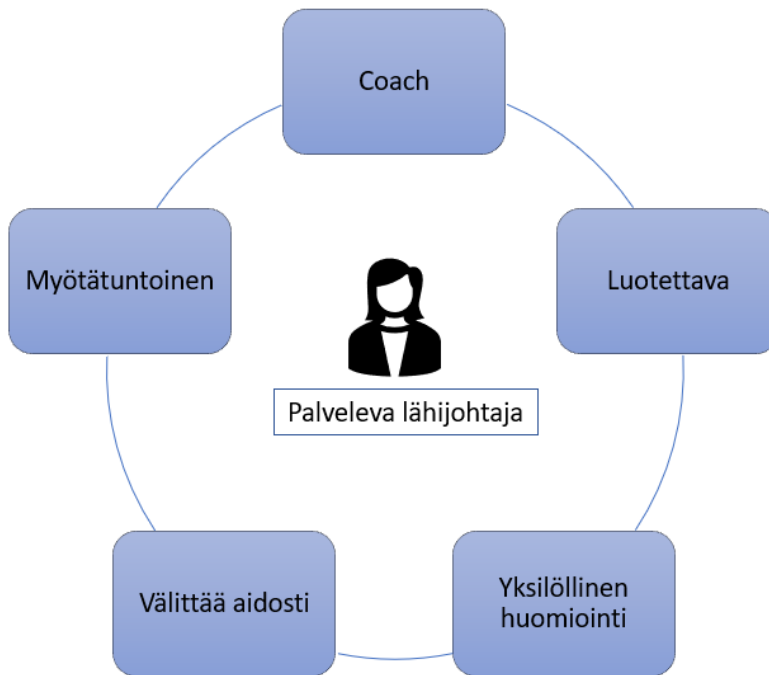 Coach
Myötätuntoinen
Luotettava
Palveleva lähijohtaja
Välittää aidosti
Yksilöllinen
huomiointi